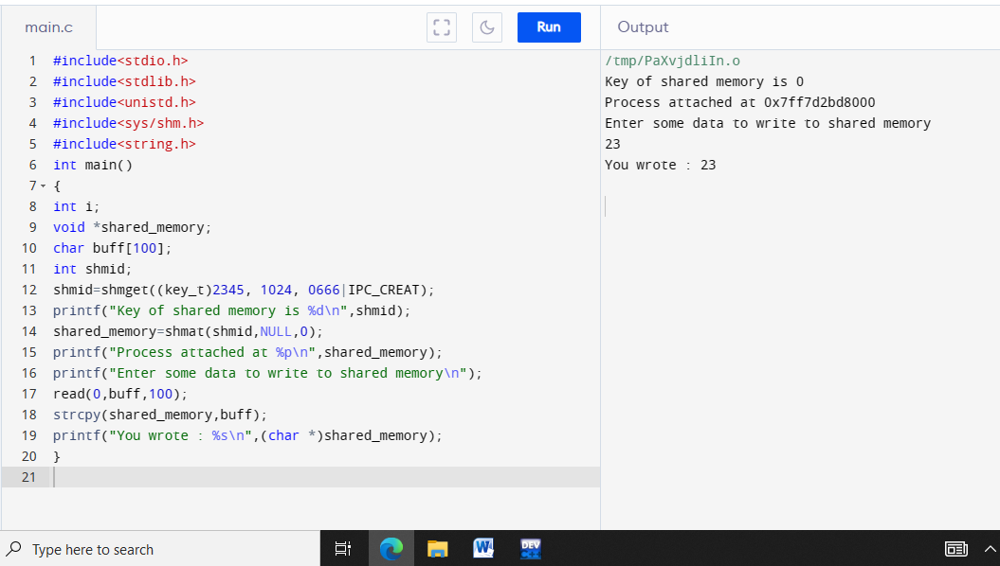 main.c
Run
Output
1 #include<stdio.h>
2 #include<stdlib.h>
3 #include<unistd.h>
4 #include<sys/shm.h>
5 #include<string.h>
6 int main()
7 {
8 int i;
9 void *shared_memory;
10 char buff[100];
11 int shmid;
12 shmid=shmget((key_t)2345, 1024, 0666|IPC_CREAT);
13 printf("Key of shared memory is %d\n",shmid);
14 shared_memory=shmat(shmid,NULL,0);
15 printf("Process attached at %p\n",shared_memory);
16 printf("Enter some data to write to shared memory\n");
17 read(0,buff,100);
18 strcpy(shared_memory,buff);
19 printf("You wrote : %s\n",(char *)shared_memory);
20 }
21
/tmp/PaXvjdliIn.o
Key of shared memory is 0
Process attached at 0x7ff7d2bd8000
Enter some data to write to shared memory
23
You wrote : 23
Type here to search
W
DEV